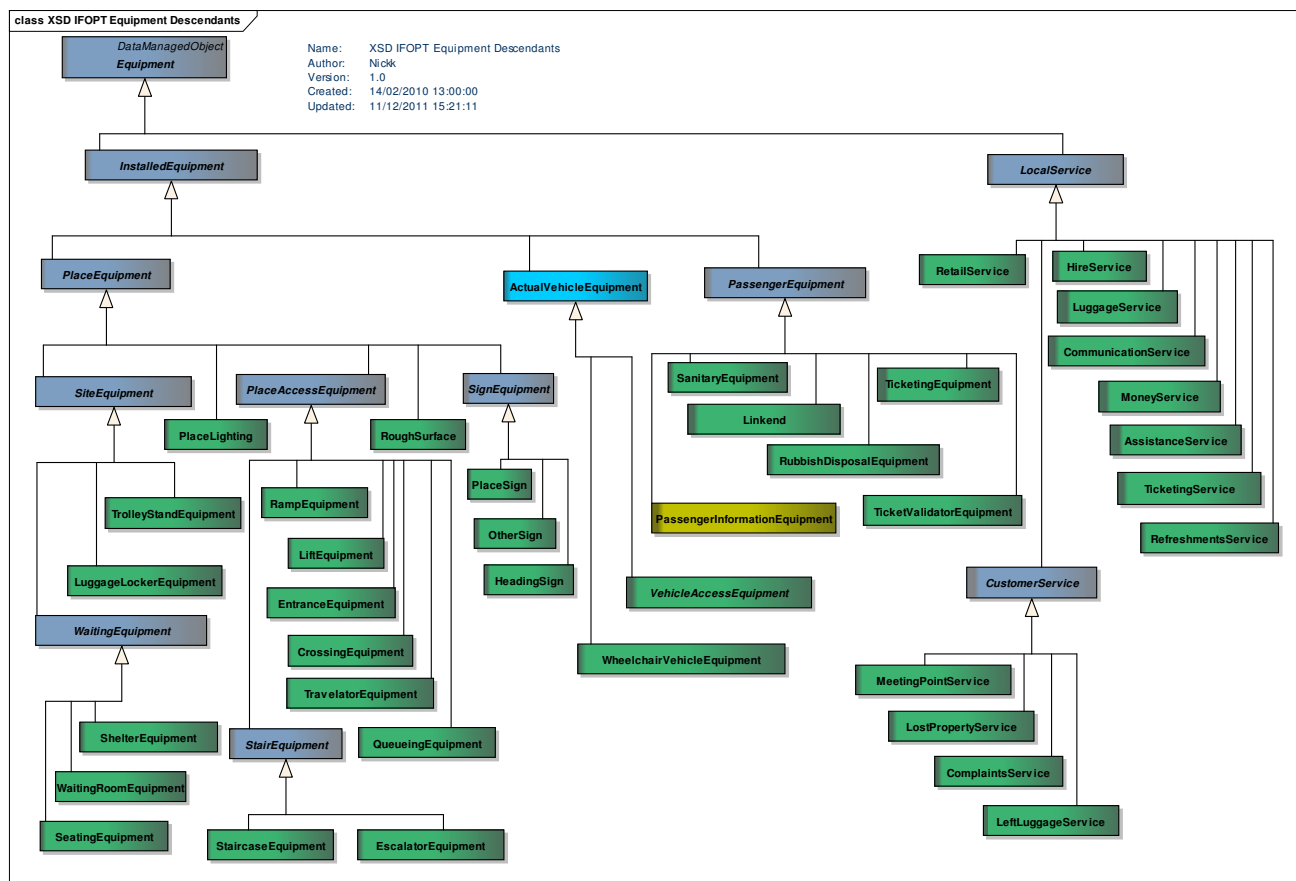 class XSD IFOPT Equipment Descendants
DataManagedObject
Equipment
Name: XSD IFOPT Equipment Descendants
Author: Nickk
Version: 1.0
Created: 14/02/2010 13:00:00
Updated: 11/12/2011 15:21:11
InstalledEquipment
LocalService
PlaceEquipment
ActualVehicleEquipment
PassengerEquipment
RetailService
HireService
LuggageService
CommunicationService
MoneyService
AssistanceService
TicketingService
RefreshmentsService
SiteEquipment
PlaceAccessEquipment
SignEquipment
SanitaryEquipment
TicketingEquipment
Linkend
RubbishDisposalEquipment
PassengerInformationEquipment
TicketValidatorEquipment
PlaceLighting
RoughSurface
TrolleyStandEquipment
LuggageLockerEquipment
WaitingEquipment
RampEquipment
LiftEquipment
EntranceEquipment
CrossingEquipment
TravelatorEquipment
QueueingEquipment
StairEquipment
PlaceSign
OtherSign
HeadingSign
VehicleAccessEquipment
WheelchairVehicleEquipment
CustomerService
MeetingPointService
LostPropertyService
ComplaintsService
LeftLuggageService
ShelterEquipment
WaitingRoomEquipment
SeatingEquipment
StaircaseEquipment
EscalatorEquipment